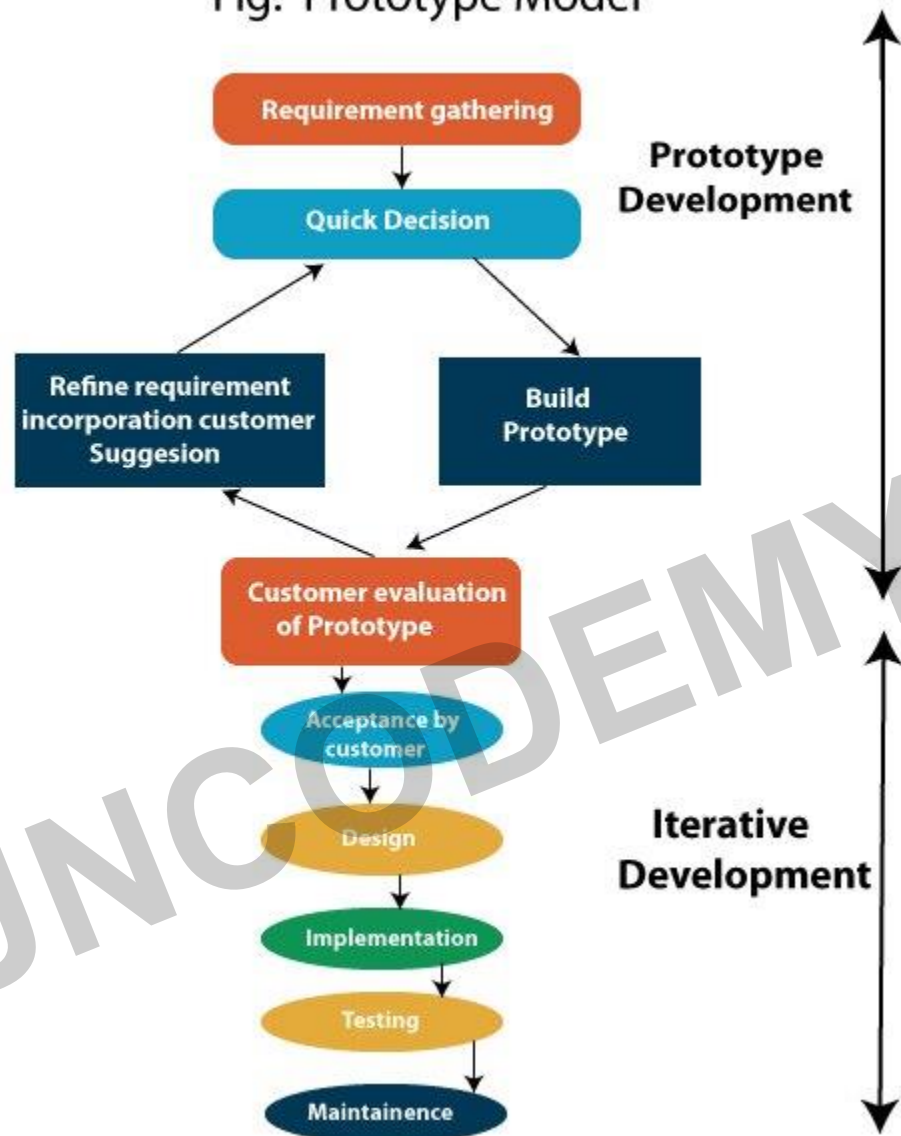 Fig: Prototype Model
Requirement gathering
Prototype
Development
Quick Decision
Refine requirement
incorporation customer
Suggesion
Build
Prototype
Customer evaluation
of Prototype
Acceptance by
customer
Design
Iterative
Development
Implementation
Testing
Maintainence
UNCODEMY